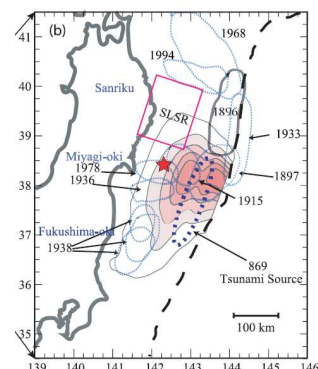 (b)
1968
1994
Sanriku
SLSR
1896
1933
Miyagi-oki
1978
1936
1897
1915
Fukushima-oki
1938
869
Tsunami Source
100 km
41
40
39
38
37
36
35
139 140 141 142 143 144 145 146